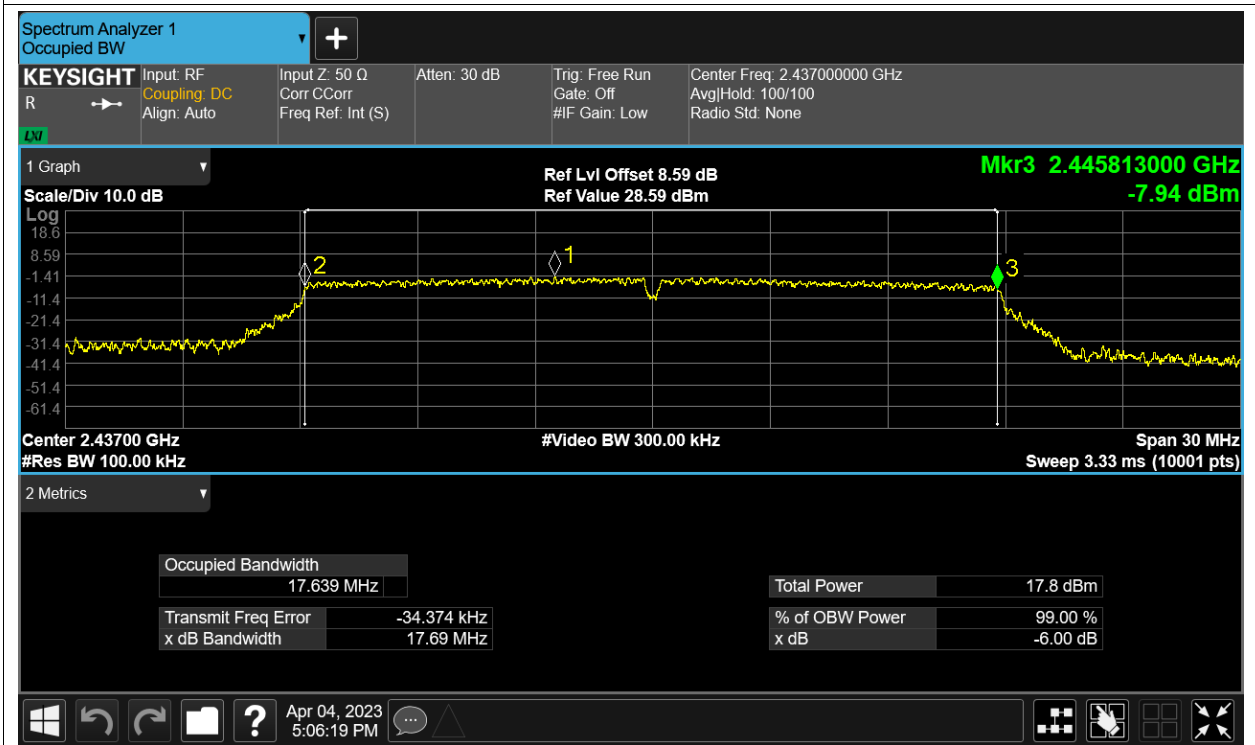 Spectrum Analyzer 1
Occupied BW
+
KEYSIGHT
R
LXI
Input: RF
Coupling: DC
Align: Auto
Input Z: 50 Ω
Corr CCorr
Freq Ref: Int (S)
Atten: 30 dB
Trig: Free Run
Gate: Off
#IF Gain: Low
Center Freq: 2.437000000 GHz
Avg|Hold: 100/100
Radio Std: None
1 Graph
Scale/Div 10.0 dB
Ref Lvl Offset 8.59 dB
Ref Value 28.59 dBm
Mkr3 2.445813000 GHz
-7.94 dBm
Log
18.6
8.59
-1.41
-11.4
-21.4
-31.4
-41.4
-51.4
-61.4
2
1
3
Center 2.43700 GHz
#Video BW 300.00 kHz
Span 30 MHz
#Res BW 100.00 kHz
Sweep 3.33 ms (10001 pts)
2 Metrics
Occupied Bandwidth
17.639 MHz
Transmit Freq Error -34.374 kHz
x dB Bandwidth 17.69 MHz
Total Power 17.8 dBm
% of OBW Power 99.00 %
x dB -6.00 dB
?
Apr 04, 2023
5:06:19 PM